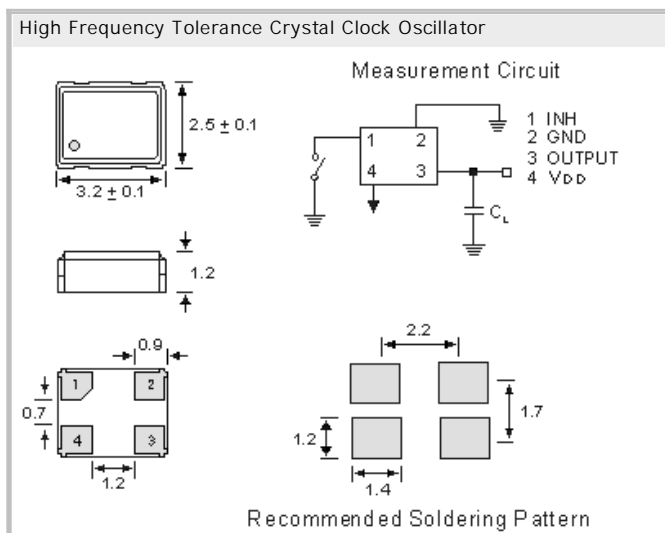 High Frequency Tolerance Crystal Clock Oscillator
Measurement Circuit
2.5 ± 0.1
3.2 ± 0.1
1 2
4 3
1 INH
2 GND
3 OUTPUT
4 VDD
CL
1.2
0.9
1 2
0.7
4 3
1.2
2.2
1.7
1.2
1.4
Recommended Soldering Pattern